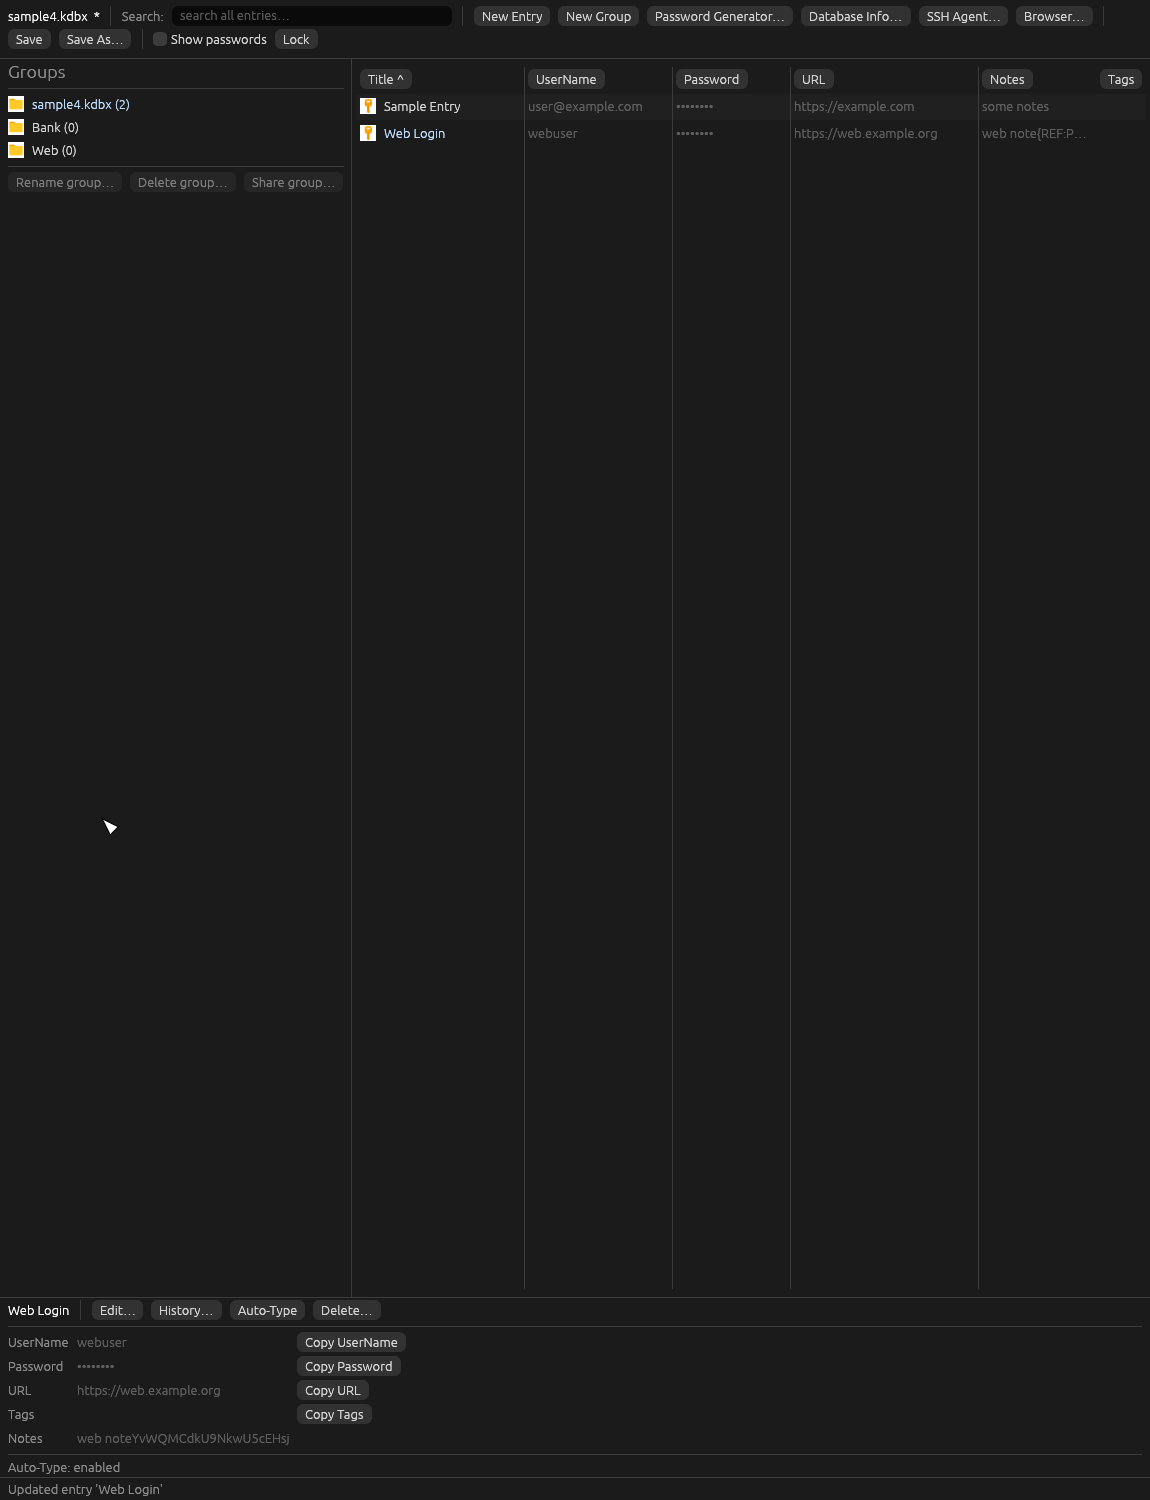 sample4.kdbx * Search: search all entries... New Entry New Group Password Generator... Database Info... SSH Agent... Browser...
Save Save As... Show passwords Lock
Groups
sample4.kdbx (2)
Bank (0)
Web (0)
Rename group... Delete group... Share group...
Title ^ UserName Password URL Notes Tags
Sample Entry user@example.com •••••••• https://example.com some notes
Web Login webuser •••••••• https://web.example.org web note{REF:P...
Web Login Edit... History... Auto-Type Delete...
UserName webuser Copy UserName
Password •••••••• Copy Password
URL https://web.example.org Copy URL
Tags Copy Tags
Notes web noteYvWQMCdkU9NkwU5cEHsj
Auto-Type: enabled
Updated entry 'Web Login'